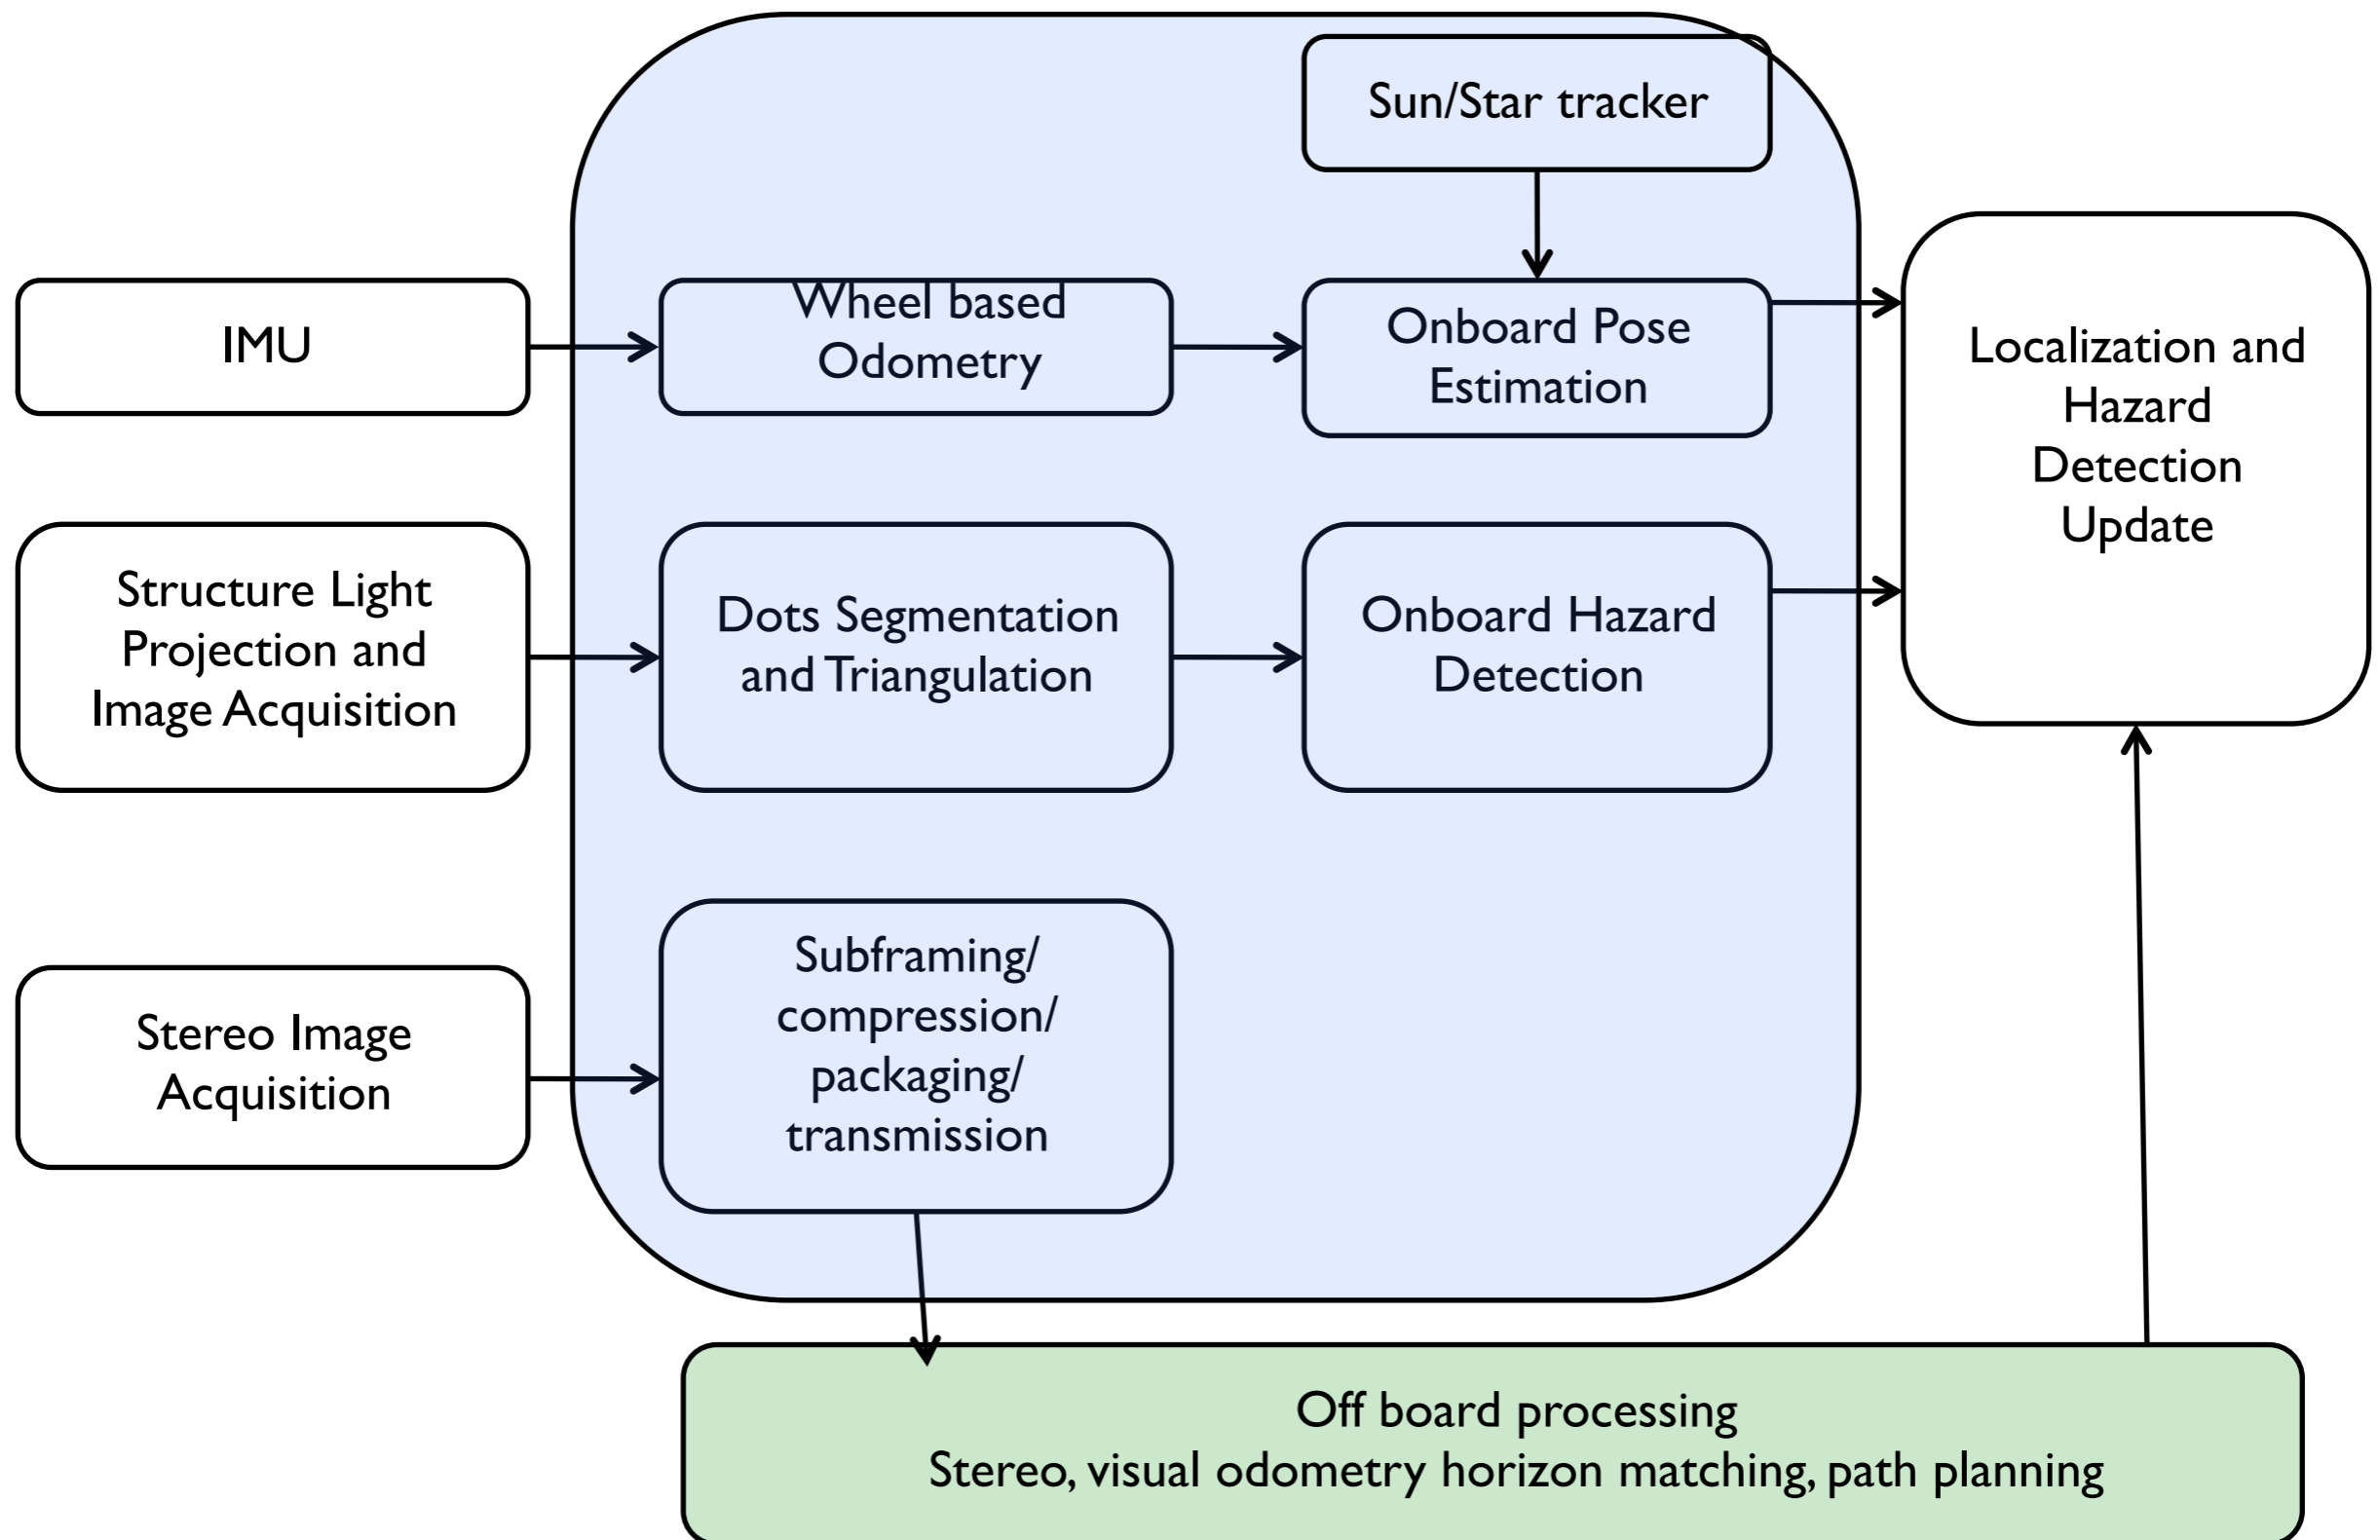 Sun/Star tracker
IMU
Wheel based
Odometry
Onboard Pose
Estimation
Localization and
Hazard
Detection
Update
Structure Light
Projection and
Image Acquisition
Dots Segmentation
and Triangulation
Onboard Hazard
Detection
Stereo Image
Acquisition
Subframing/
compression/
packaging/
transmission
Off board processing
Stereo, visual odometry horizon matching, path planning